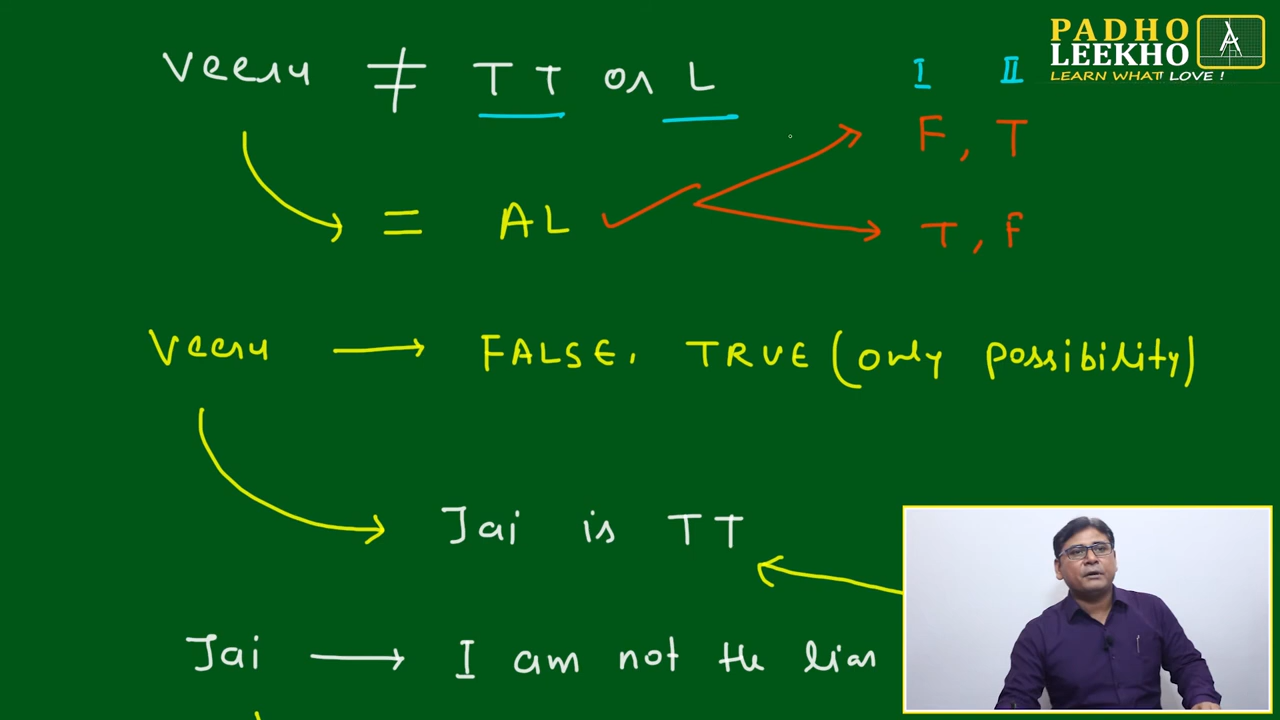 PADHO
LEEKHO
LEARN WHAT I LOVE !
Veeru ≠ TT or L
I II
F, T
= AL ✓
T, F
Veeru → FALSE, TRUE (only possibility)
Jai is TT
Jai → I am not the liar